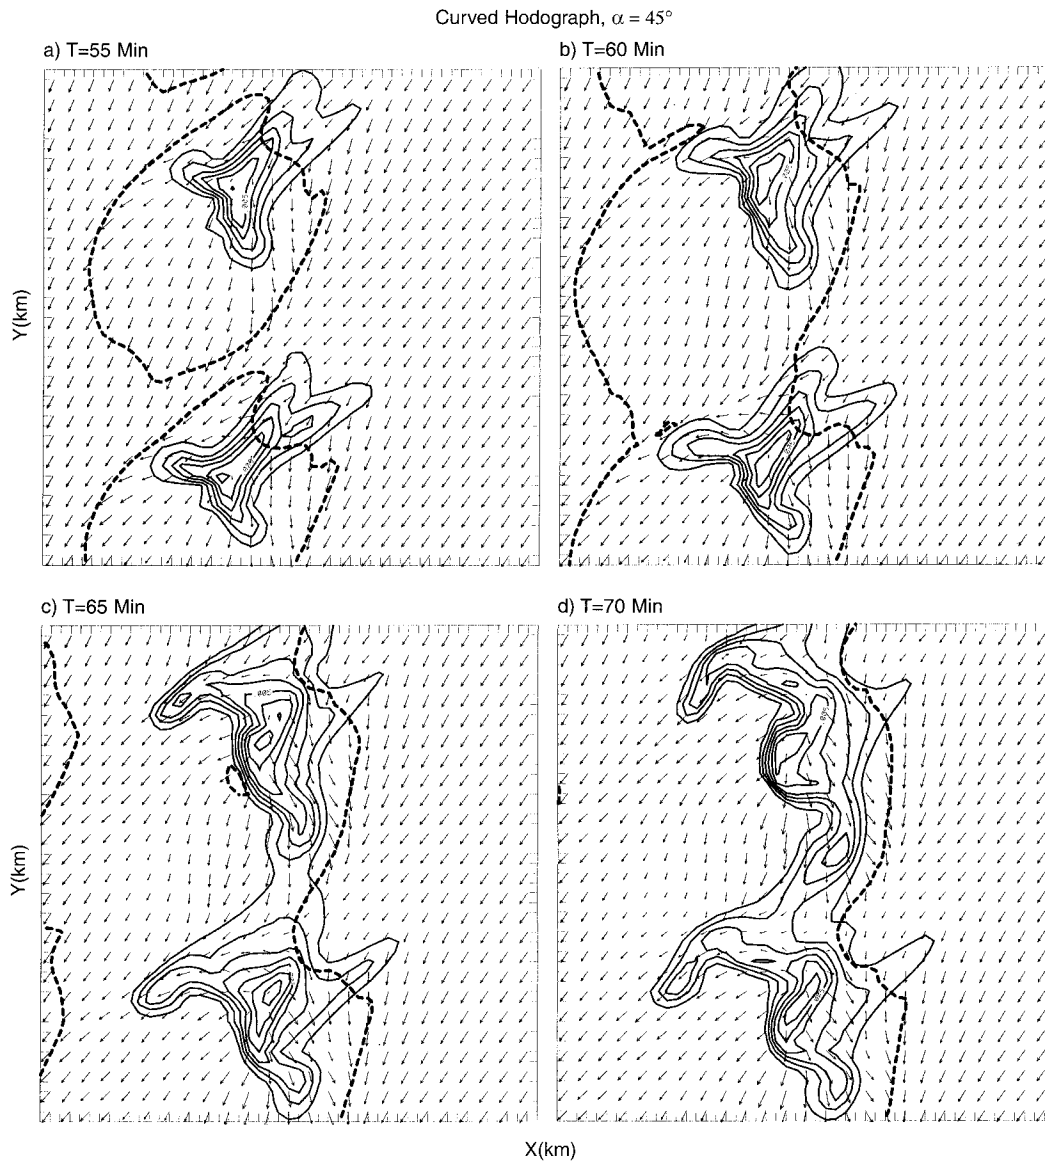 Curved Hodograph, α = 45°
a) T=55 Min
b) T=60 Min
Y(km)
c) T=65 Min
d) T=70 Min
Y(km)
X(km)